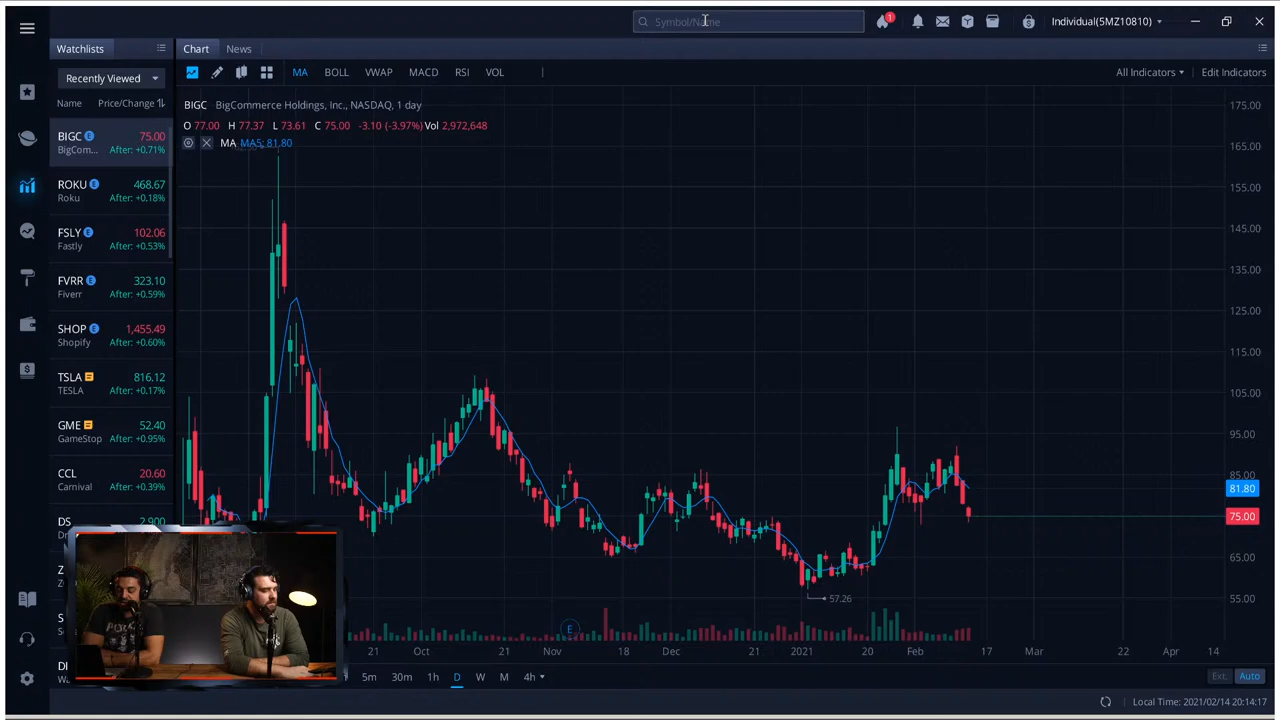 Symbol/Name
1
Individual(5MZ10810)
Watchlists
Chart
News
Recently Viewed
MA
BOLL
VWAP
MACD
RSI
VOL
All Indicators
Edit Indicators
Name
Price/Change
BIGC E 75.00
BigCom... After: +0.71%
ROKU E 468.67
Roku After: +0.18%
FSLY E 102.06
Fastly After: +0.53%
FVRR E 323.10
Fiverr After: +0.59%
SHOP E 1,455.49
Shopify After: +0.60%
TSLA 816.12
TESLA After: +0.17%
GME 52.40
GameStop After: +0.95%
CCL 20.60
Carnival After: +0.39%
DS 2.900
BIGC BigCommerce Holdings, Inc., NASDAQ, 1 day
O 77.00 H 77.37 L 73.61 C 75.00 -3.10 (-3.97%) Vol 2,972,648
MA MA5: 81.80
175.00
165.00
155.00
145.00
135.00
125.00
115.00
105.00
95.00
85.00
81.80
75.00
65.00
55.00
57.26
E
21 Oct 21 Nov 18 Dec 21 2021 20 Feb 17 Mar 22 Apr 14
5m 30m 1h D W M 4h
Ext. Auto
Local Time: 2021/02/14 20:14:17